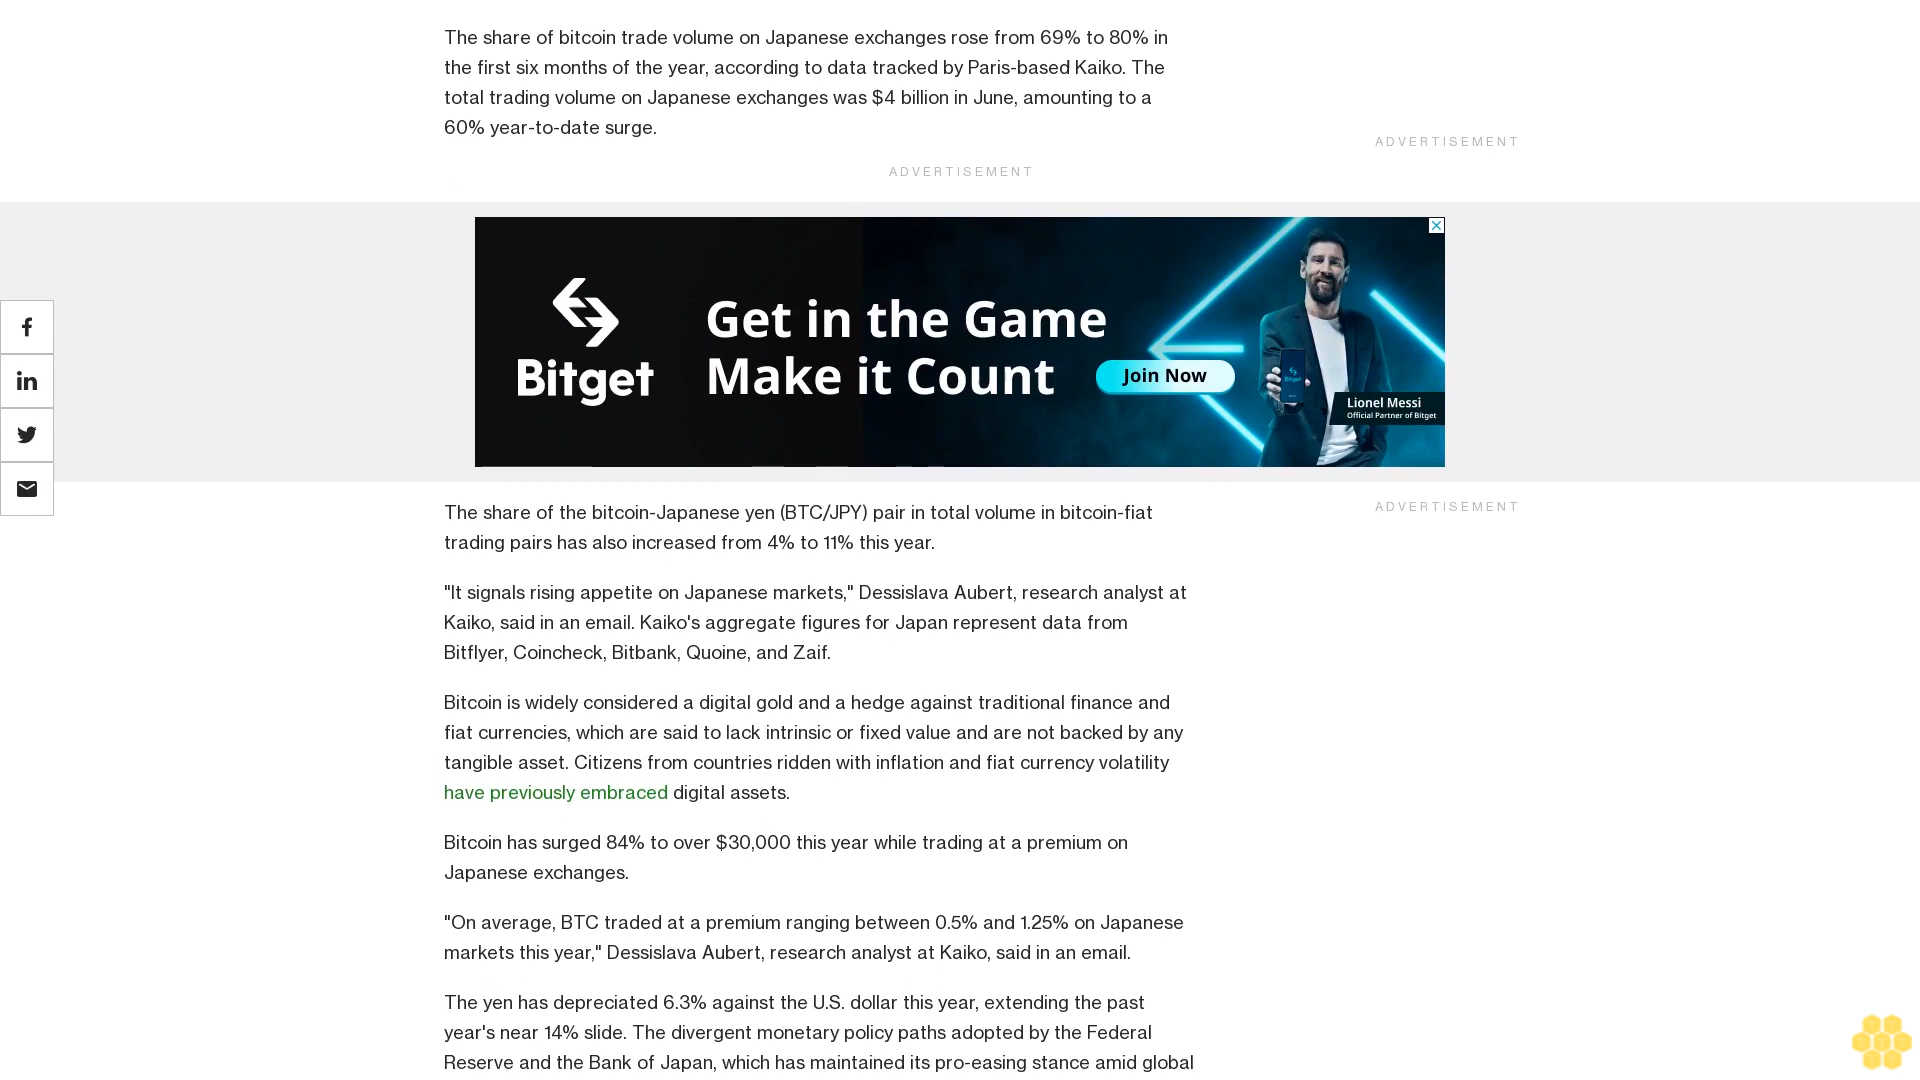 The share of bitcoin trade volume on Japanese exchanges rose from 69% to 80% in
the first six months of the year, according to data tracked by Paris-based Kaiko. The
total trading volume on Japanese exchanges was $4 billion in June, amounting to a
60% year-to-date surge.
ADVERTISEMENT
ADVERTISEMENT
Bitget
Get in the Game
Make it Count
Join Now
Bitget
Lionel Messi
Official Partner of Bitget
The share of the bitcoin-Japanese yen (BTC/JPY) pair in total volume in bitcoin-fiat
trading pairs has also increased from 4% to 11% this year.
ADVERTISEMENT
"It signals rising appetite on Japanese markets," Dessislava Aubert, research analyst at
Kaiko, said in an email. Kaiko's aggregate figures for Japan represent data from
Bitflyer, Coincheck, Bitbank, Quoine, and Zaif.
Bitcoin is widely considered a digital gold and a hedge against traditional finance and
fiat currencies, which are said to lack intrinsic or fixed value and are not backed by any
tangible asset. Citizens from countries ridden with inflation and fiat currency volatility
have previously embraced digital assets.
Bitcoin has surged 84% to over $30,000 this year while trading at a premium on
Japanese exchanges.
"On average, BTC traded at a premium ranging between 0.5% and 1.25% on Japanese
markets this year," Dessislava Aubert, research analyst at Kaiko, said in an email.
The yen has depreciated 6.3% against the U.S. dollar this year, extending the past
year's near 14% slide. The divergent monetary policy paths adopted by the Federal
Reserve and the Bank of Japan, which has maintained its pro-easing stance amid global